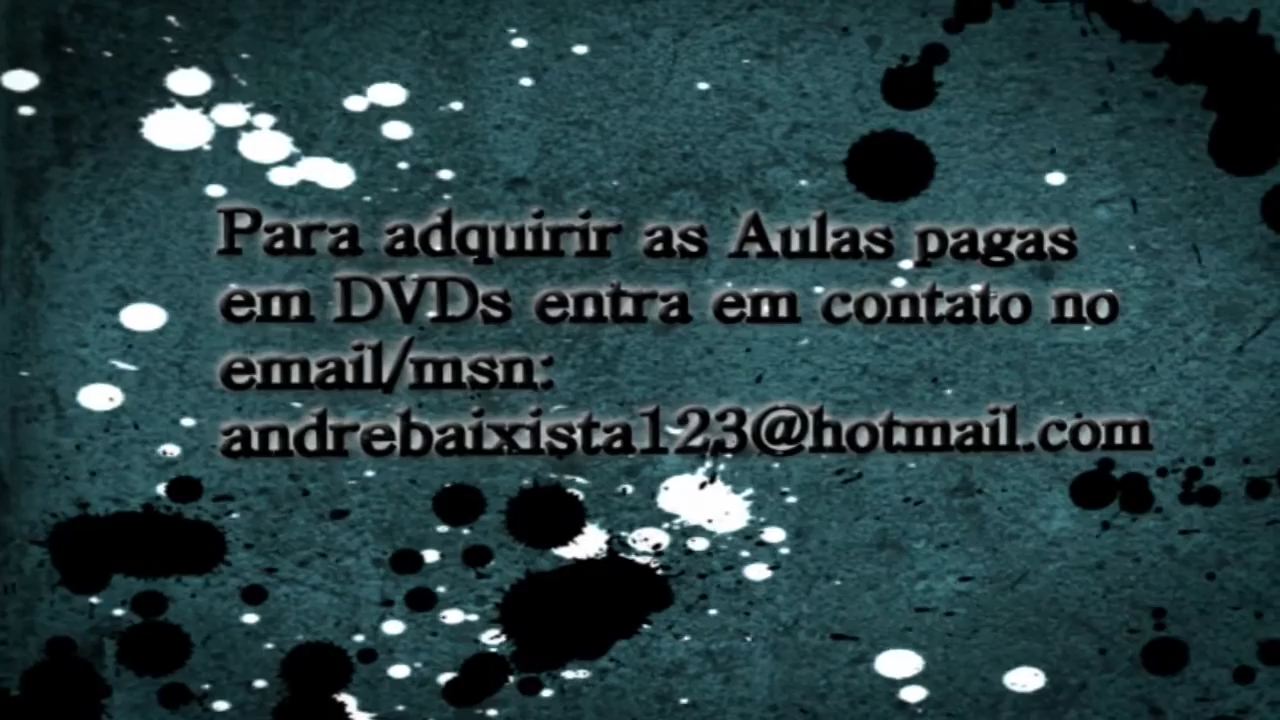 Para adquirir as Aulas pagas
em DVDs entra em contato no
email/msn:
andrebaixista123@hotmail.com